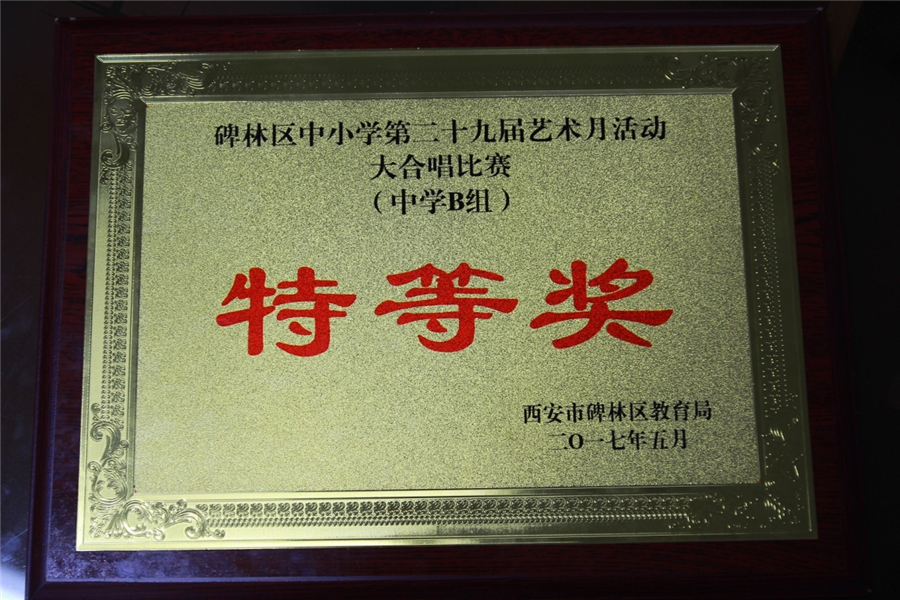 碑林区中小学第二十九届艺术月活动
大合唱比赛
（中学B组）
特等奖
西安市碑林区教育局
二〇一七年五月